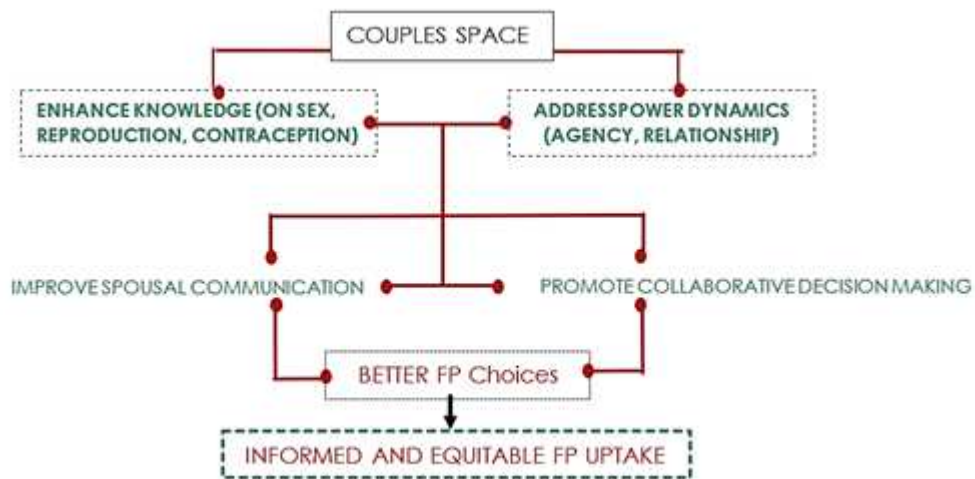 COUPLES SPACE
ENHANCE KNOWLEDGE (ON SEX,
REPRODUCTION, CONTRACEPTION)
ADDRESSPOWER DYNAMICS
(AGENCY, RELATIONSHIP)
IMPROVE SPOUSAL COMMUNICATION
PROMOTE COLLABORATIVE DECISION MAKING
BETTER FP Choices
INFORMED AND EQUITABLE FP UPTAKE